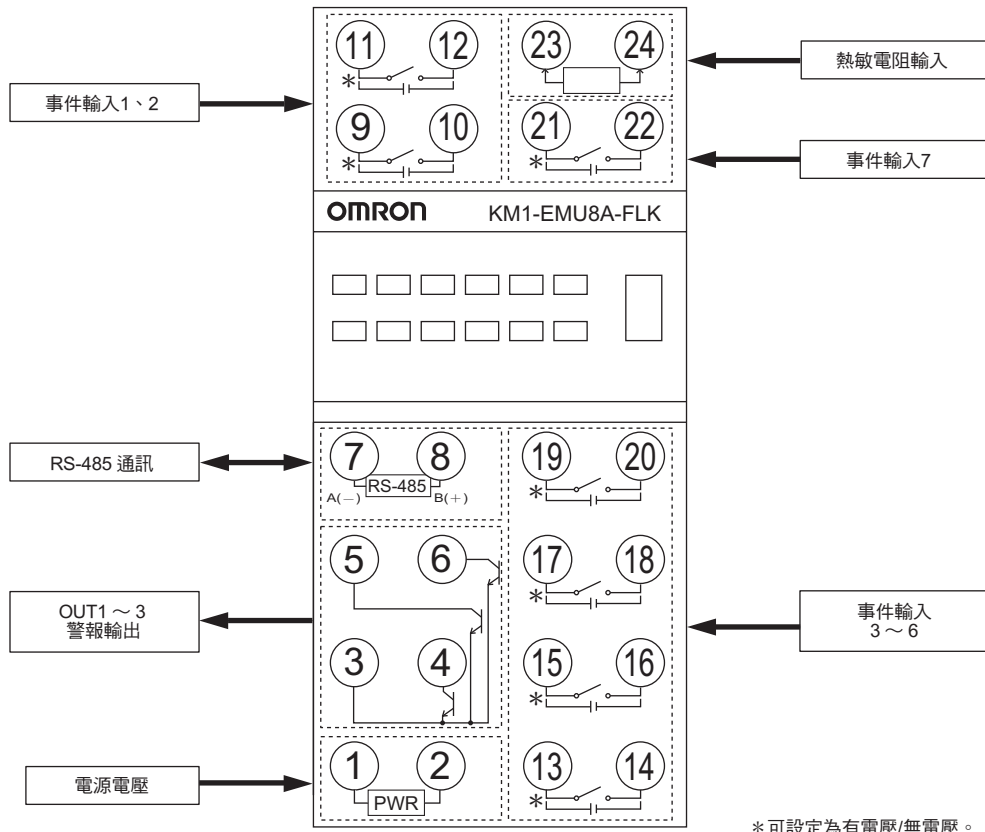 11 12 23 24
熱敏電阻輸入
*
事件輸入1、2
9 10 21 22
* *
事件輸入7
OMRON KM1-EMU8A-FLK
RS-485 通訊
7 8 19 20
RS-485
A(−) B(+)
*
5 6 17 18
*
OUT1～3
警報輸出
事件輸入
3～6
3 4 15 16
*
電源電壓
1 2 13 14
PWR
*
*可設定為有電壓/無電壓。